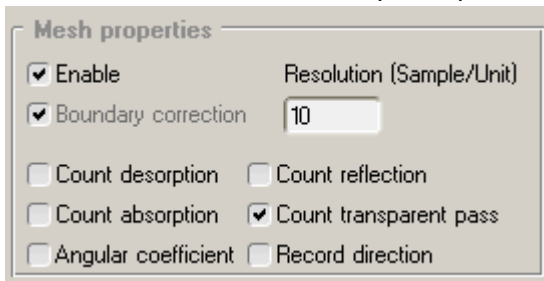 Mesh properties
Enable Resolution (Sample/Unit)
Boundary correction 10
Count desorption Count reflection
Count absorption Count transparent pass
Angular coefficient Record direction